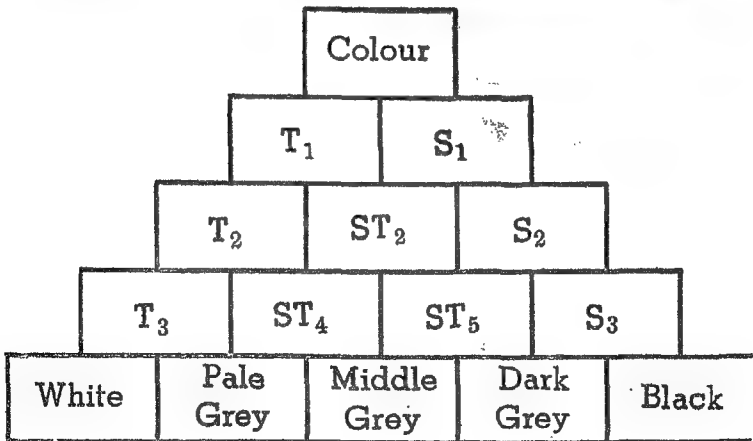 Colour
T₁ S₁
T₂ ST₂ S₂
T₃ ST₄ ST₅ S₃
White Pale Grey Middle Grey Dark Grey Black